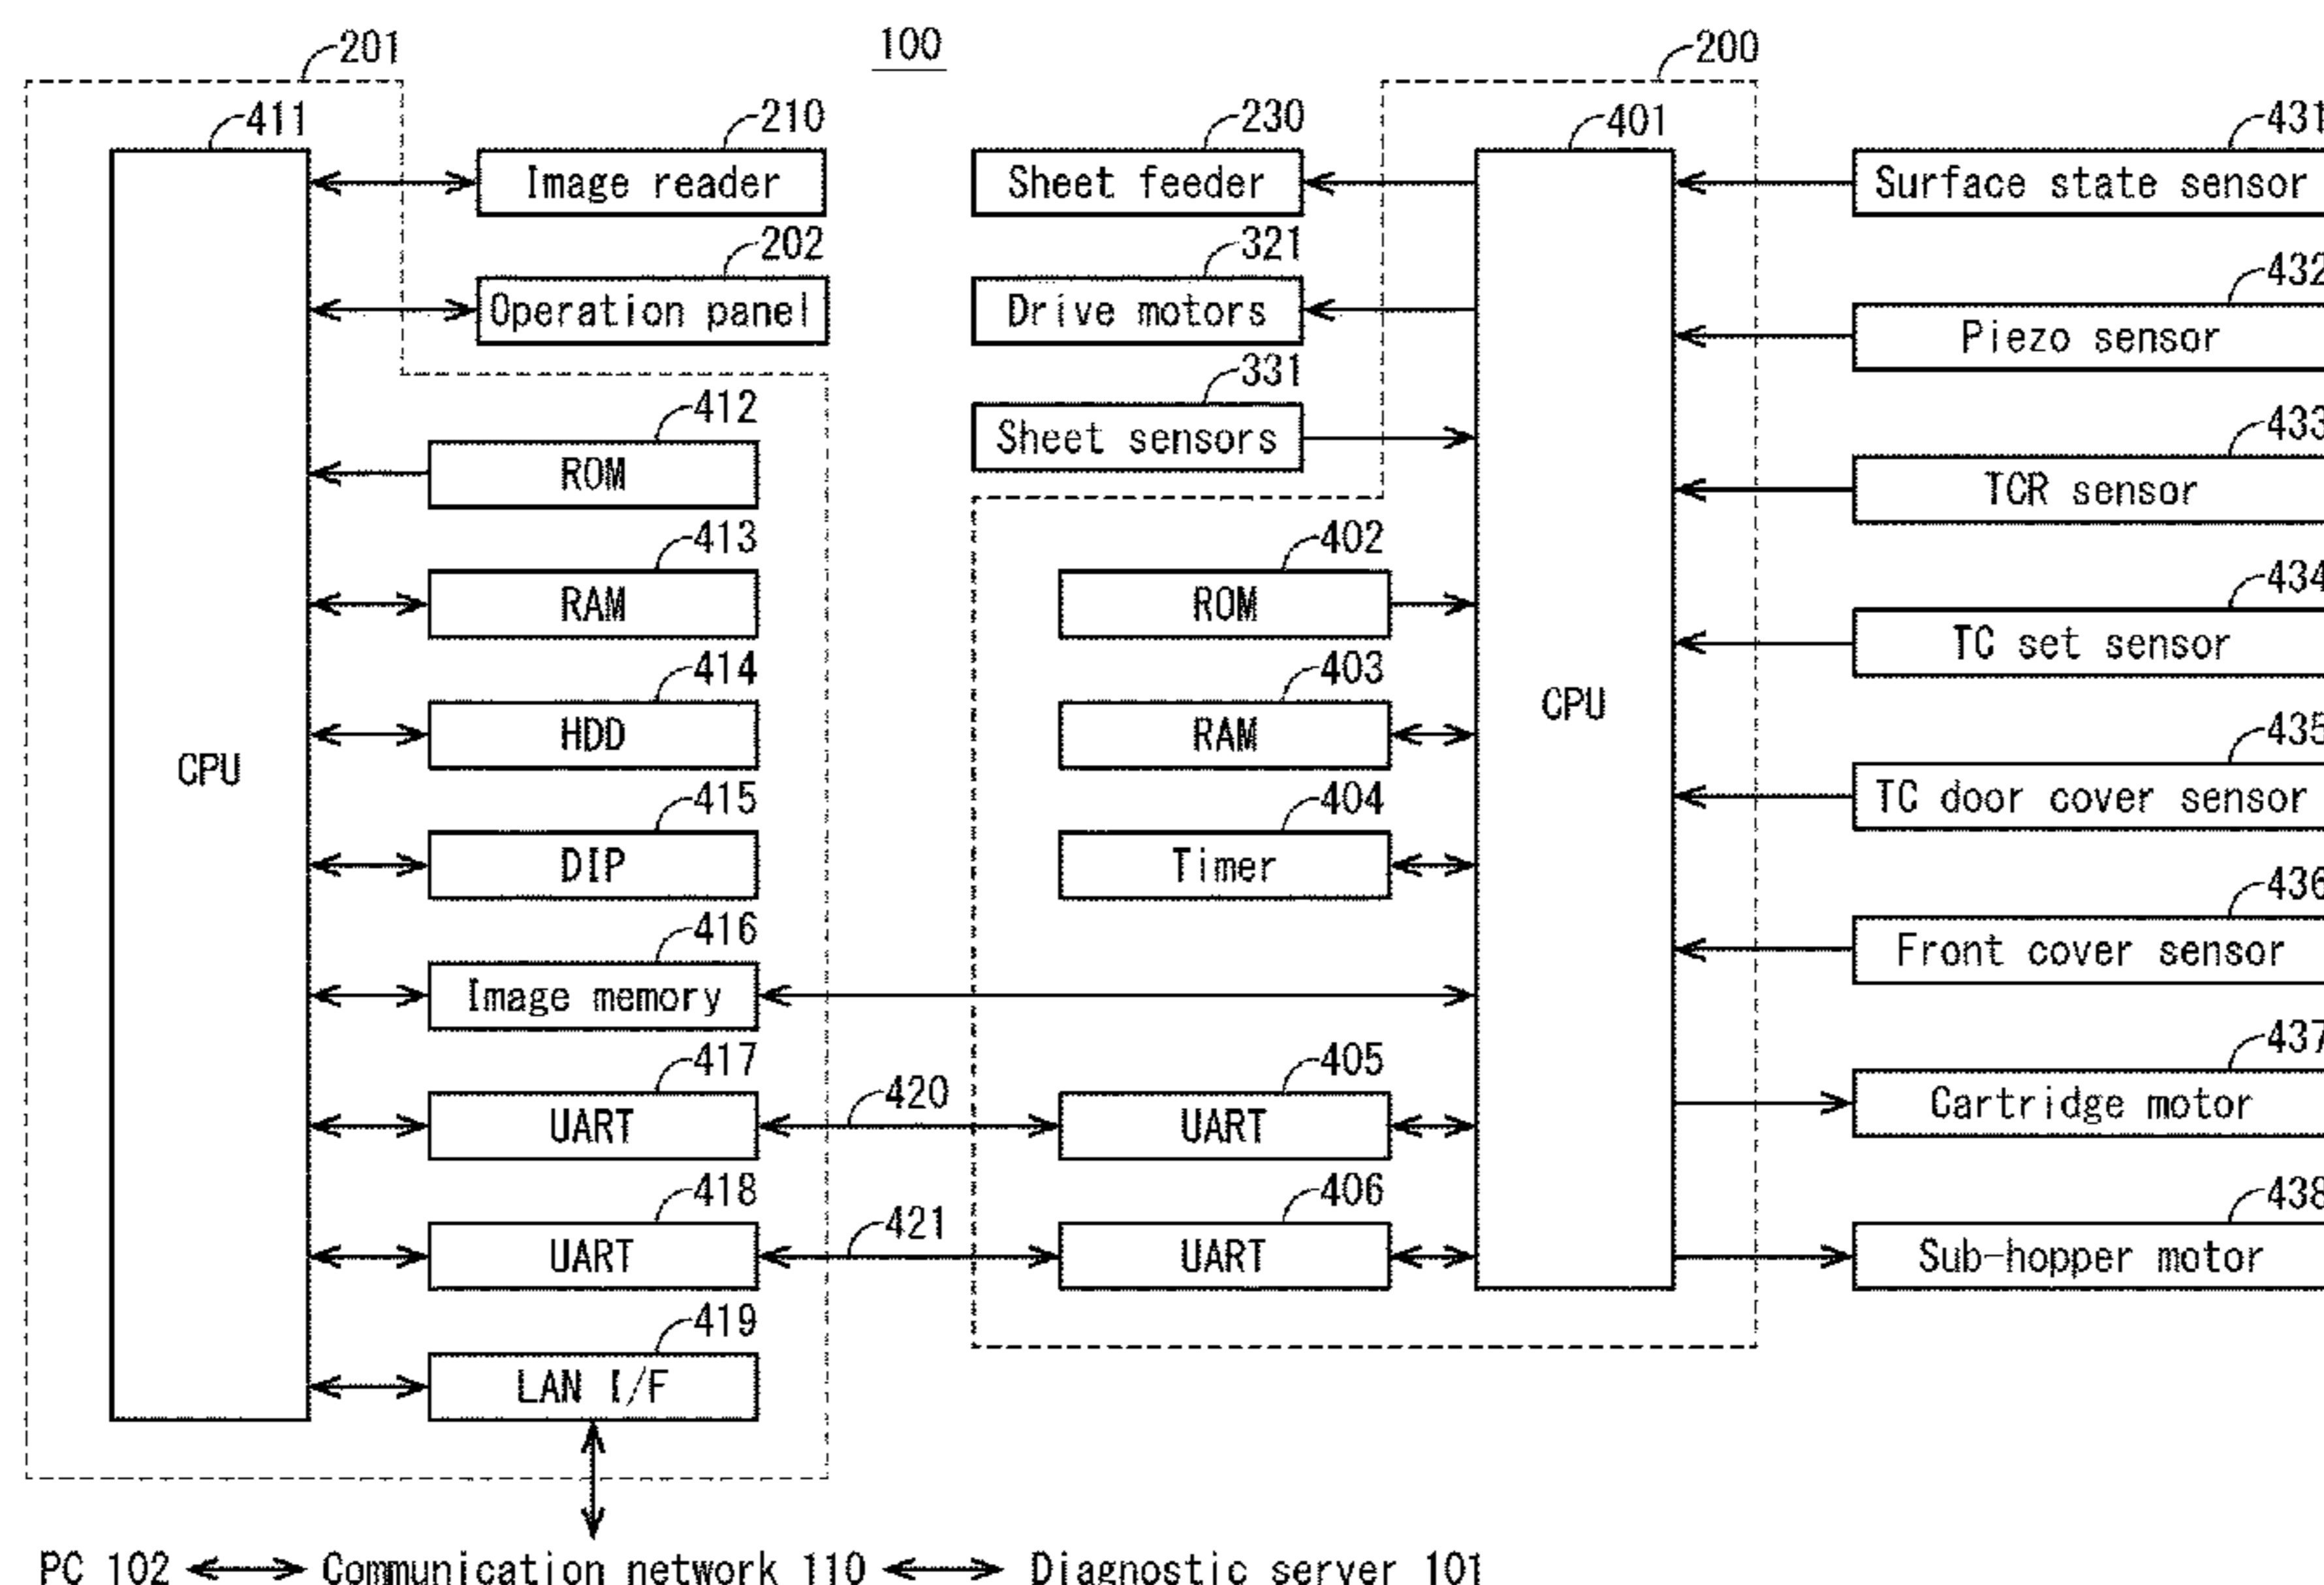 100
201
411
CPU
210
Image reader
202
Operation panel
412
ROM
413
RAM
414
HDD
415
DIP
416
Image memory
417
UART
418
UART
419
LAN I/F
420
421
200
230
Sheet feeder
321
Drive motors
331
Sheet sensors
401
CPU
402
ROM
403
RAM
404
Timer
405
UART
406
UART
431
Surface state sensor
432
Piezo sensor
433
TCR sensor
434
TC set sensor
435
TC door cover sensor
436
Front cover sensor
437
Cartridge motor
438
Sub-hopper motor
PC 102 Communication network 110 Diagnostic server 101